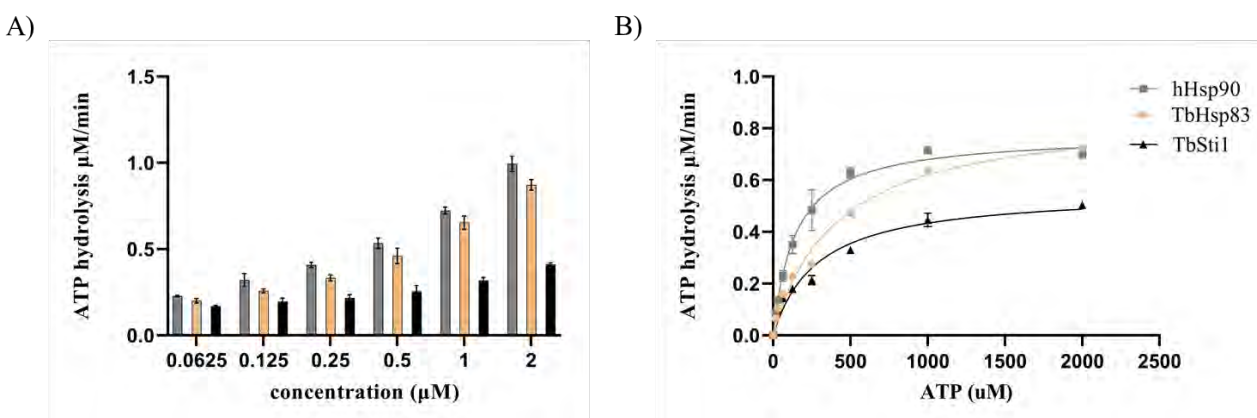 A)
B)
1.5
1.0
0.5
0.0
ATP hydrolysis µM/min
0.0625 0.125 0.25 0.5 1 2
concentration (µM)
1.0
0.8
0.6
0.4
0.2
0.0
ATP hydrolysis µM/min
0 500 1000 1500 2000 2500
ATP (uM)
hHsp90
TbHsp83
TbSti1